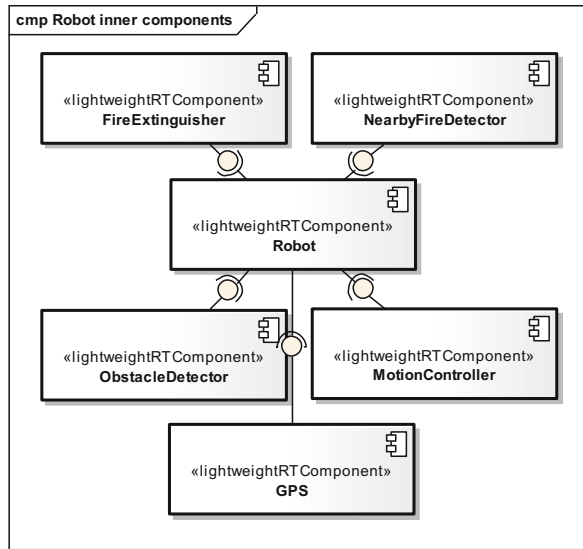 cmp Robot inner components
«lightweightRTComponent»
FireExtinguisher
«lightweightRTComponent»
NearbyFireDetector
«lightweightRTComponent»
Robot
«lightweightRTComponent»
ObstacleDetector
«lightweightRTComponent»
MotionController
«lightweightRTComponent»
GPS